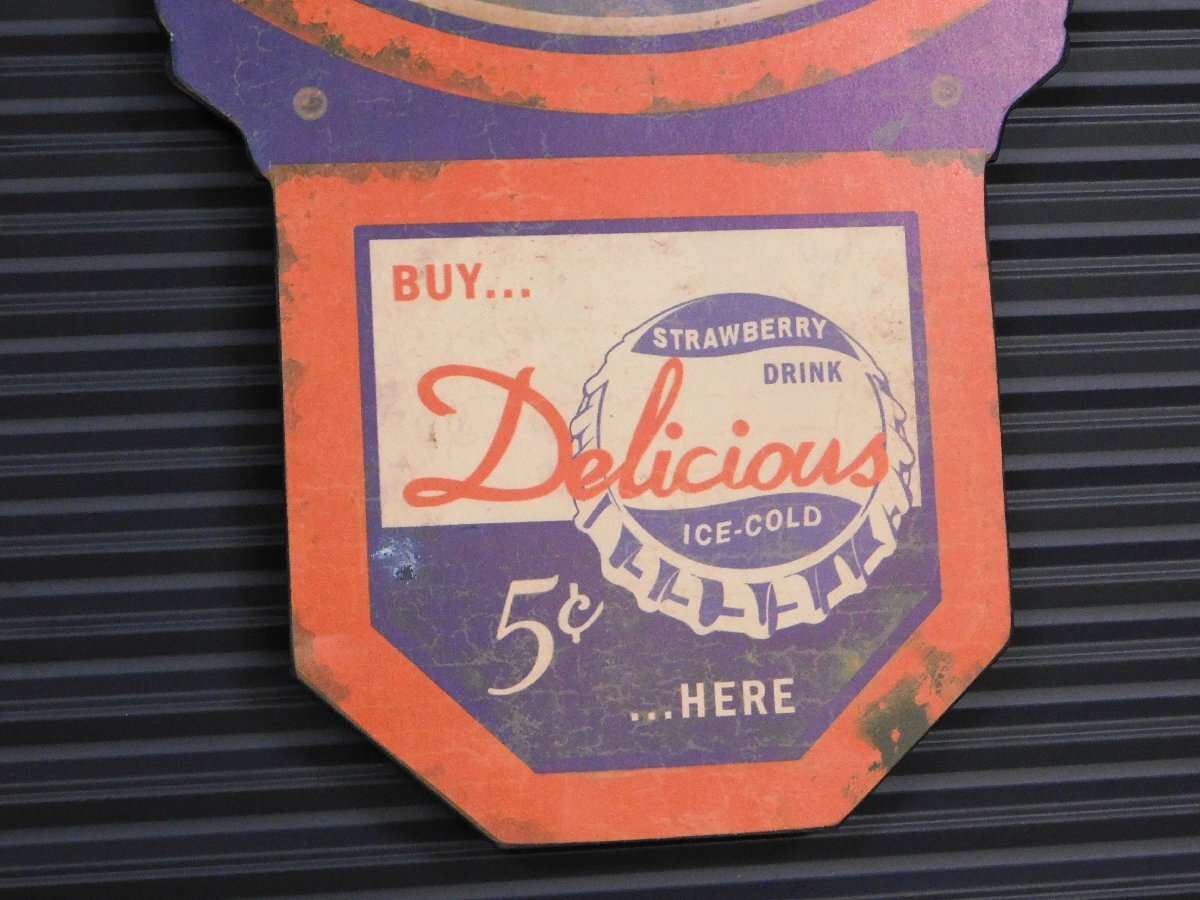 BUY...
STRAWBERRY
DRINK
Delicious
ICE-COLD
5¢
...HERE